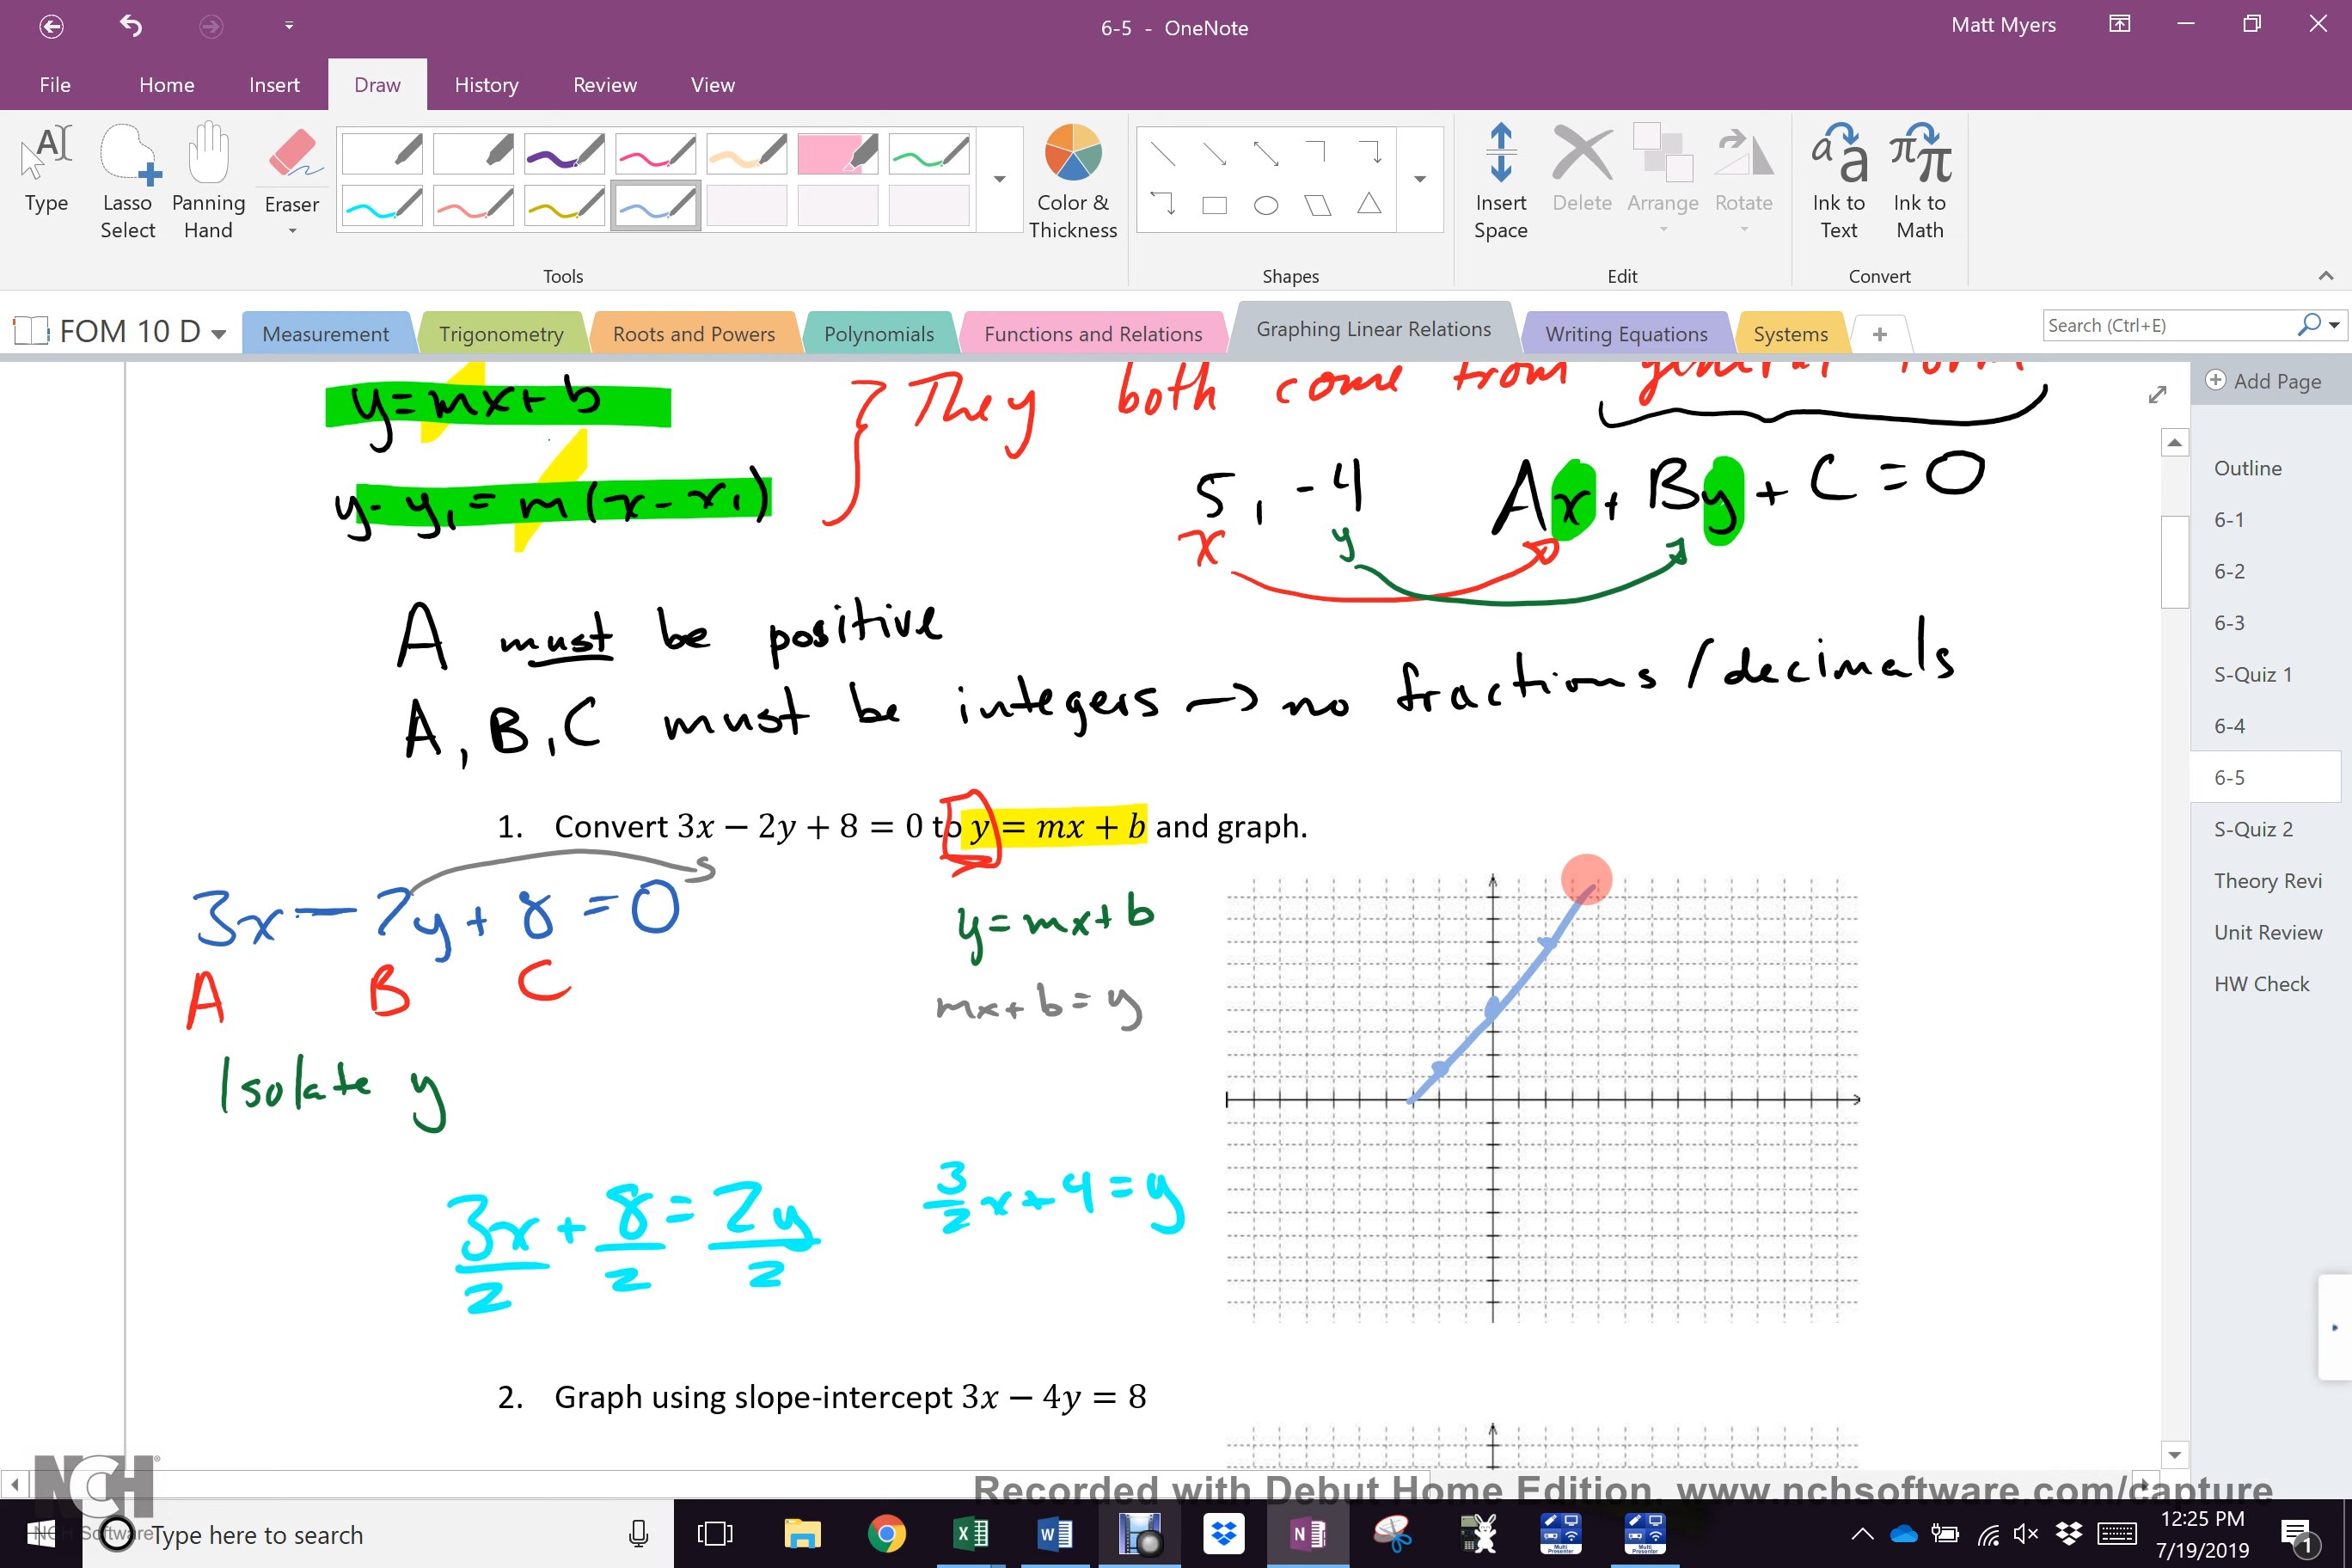 6-5 - OneNote
Matt Myers
File Home Insert Draw History Review View
Type
Lasso Select
Panning Hand
Eraser
Color & Thickness
Insert Space
Delete
Arrange
Rotate
Ink to Text
Ink to Math
Tools Shapes Edit Convert
FOM 10 D
Measurement Trigonometry Roots and Powers Polynomials Functions and Relations Graphing Linear Relations Writing Equations Systems +
Search (Ctrl+E)
y=mx+b
They both come from general form
y-y₁=m(x-x₁)
5, -4
Ax+By+C=0
x y
A must be positive
A, B, C must be integers → no fractions/decimals
1. Convert 3x − 2y + 8 = 0 to y = mx + b and graph.
3x-2y+8=0
A B C
y=mx+b
mx+b=y
Isolate y
3x/2 + 8/2 = 2y/2
3/2 x+4=y
2. Graph using slope-intercept 3x − 4y = 8
Add Page
Outline
6-1
6-2
6-3
S-Quiz 1
6-4
6-5
S-Quiz 2
Theory Revi
Unit Review
HW Check
NCH
NCH Software
Recorded with Debut Home Edition. www.nchsoftware.com/capture
Type here to search
12:25 PM
7/19/2019
1